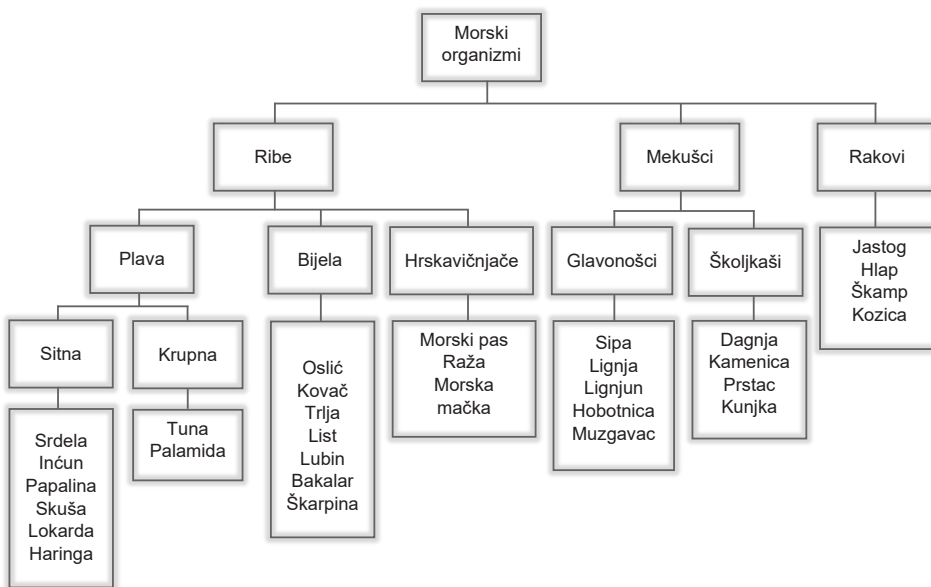 Morski
organizmi
Ribe
Mekušci
Rakovi
Plava
Bijela
Hrskavičnjače
Glavonošci
Školjkaši
Jastog
Hlap
Škamp
Kozica
Sitna
Krupna
Oslić
Kovač
Trlja
List
Lubin
Bakalar
Škarpina
Morski pas
Raža
Morska
mačka
Sipa
Lignja
Lignjun
Hobotnica
Muzgavac
Dagnja
Kamenica
Prstac
Kunjka
Srdela
Inćun
Papalina
Skuša
Lokarda
Haringa
Tuna
Palamida